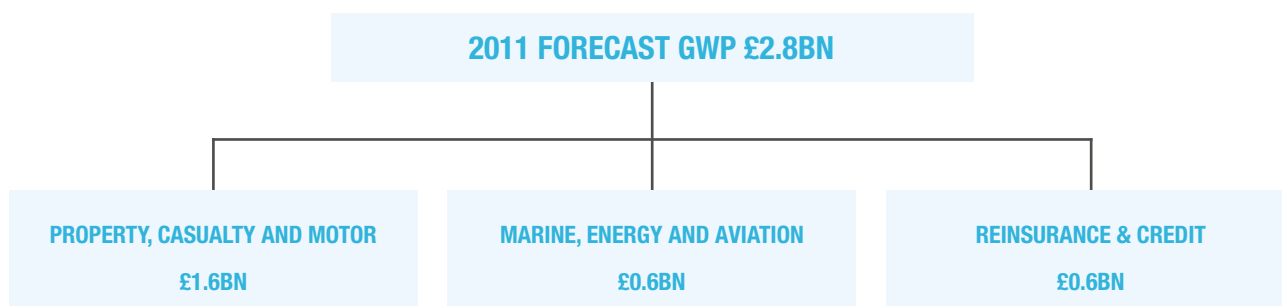 2011 FORECAST GWP £2.8BN
PROPERTY, CASUALTY AND MOTOR
£1.6BN
MARINE, ENERGY AND AVIATION
£0.6BN
REINSURANCE & CREDIT
£0.6BN